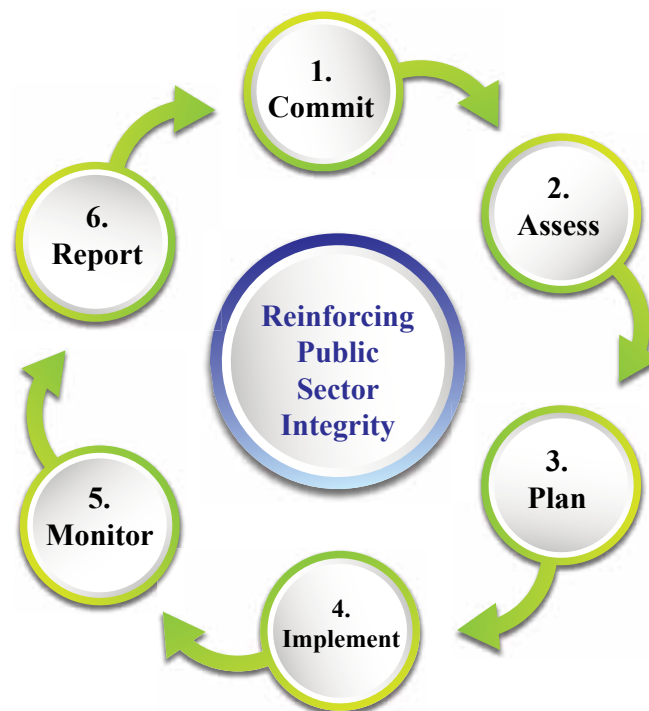 1.
Commit
2.
Assess
3.
Plan
4.
Implement
5.
Monitor
6.
Report
Reinforcing
Public
Sector
Integrity